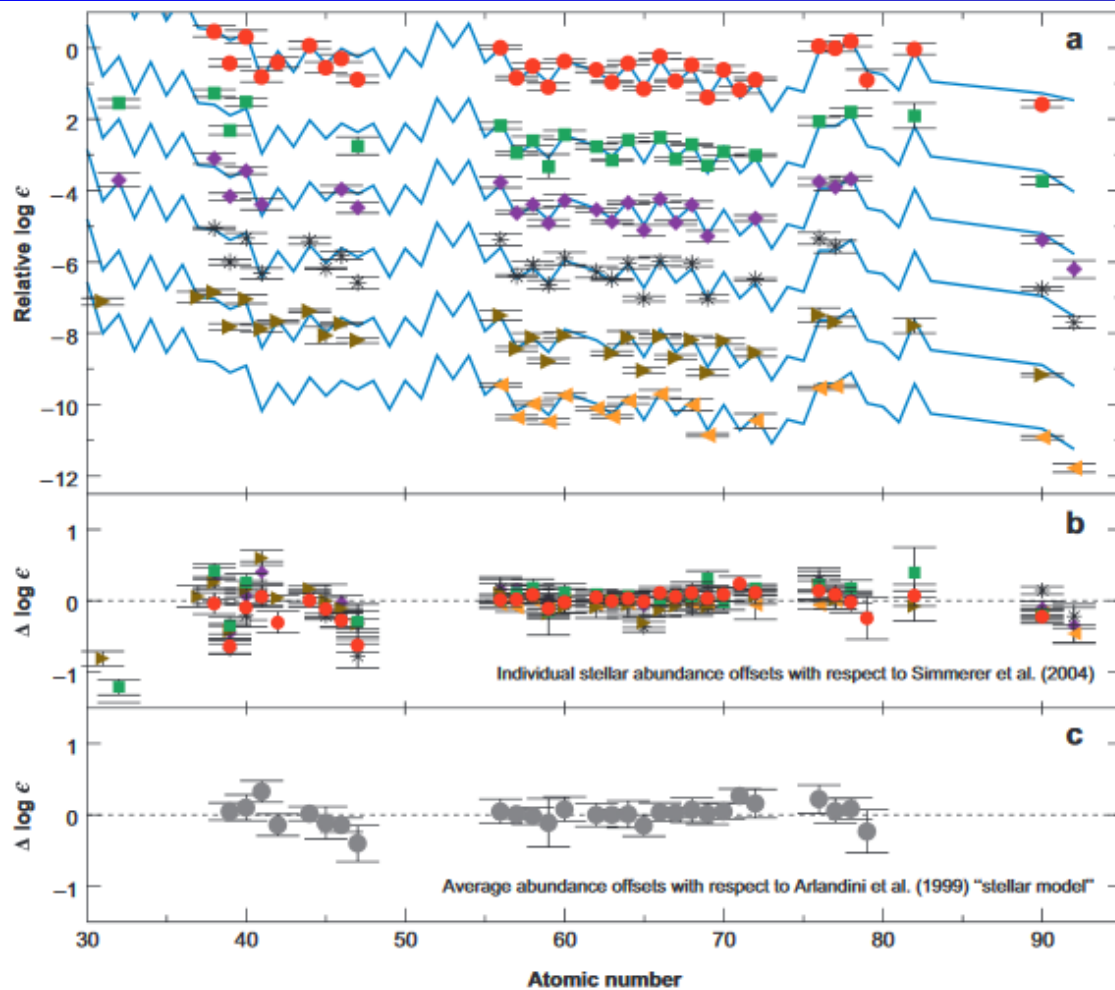 a
0
2
−4
−6
−8
−10
−12
Relative log ϵ
b
1
0
−1
Δ log ϵ
Individual stellar abundance offsets with respect to Simmerer et al. (2004)
c
1
0
−1
Δ log ϵ
Average abundance offsets with respect to Arlandini et al. (1999) "stellar model"
30 40 50 60 70 80 90
Atomic number